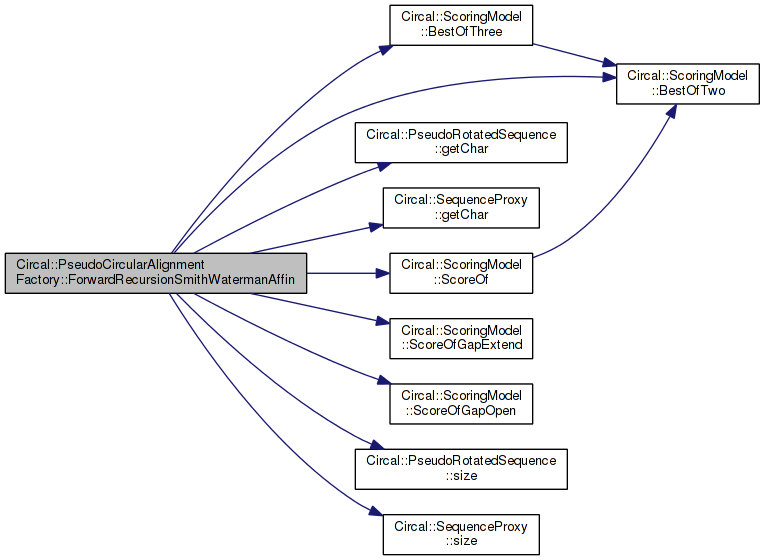 Circal::ScoringModel
::BestOfThree
Circal::ScoringModel
::BestOfTwo
Circal::PseudoRotatedSequence
::getChar
Circal::SequenceProxy
::getChar
Circal::PseudoCircularAlignment
Factory::ForwardRecursionSmithWatermanAffin
Circal::ScoringModel
::ScoreOf
Circal::ScoringModel
::ScoreOfGapExtend
Circal::ScoringModel
::ScoreOfGapOpen
Circal::PseudoRotatedSequence
::size
Circal::SequenceProxy
::size